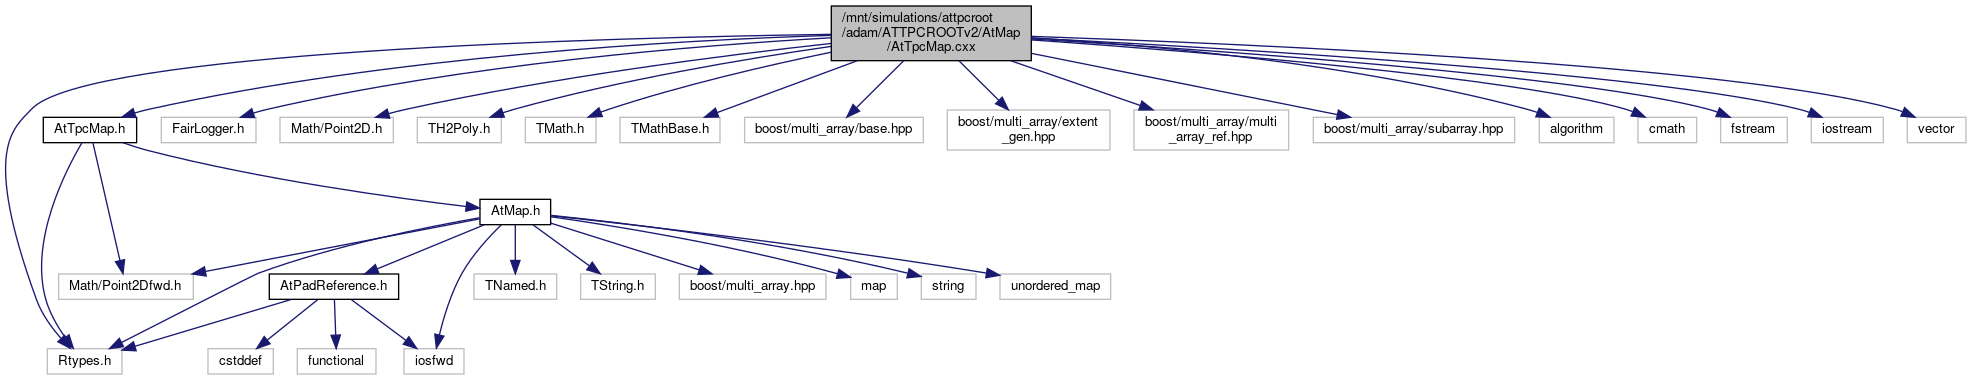 /mnt/simulations/attpcroot
/adam/ATTPCROOTv2/AtMap
/AtTpcMap.cxx
AtTpcMap.h
FairLogger.h
Math/Point2D.h
TH2Poly.h
TMath.h
TMathBase.h
boost/multi_array/base.hpp
boost/multi_array/extent
_gen.hpp
boost/multi_array/multi
_array_ref.hpp
boost/multi_array/subarray.hpp
algorithm
cmath
fstream
iostream
vector
AtMap.h
Math/Point2Dfwd.h
AtPadReference.h
TNamed.h
TString.h
boost/multi_array.hpp
map
string
unordered_map
Rtypes.h
cstddef
functional
iosfwd